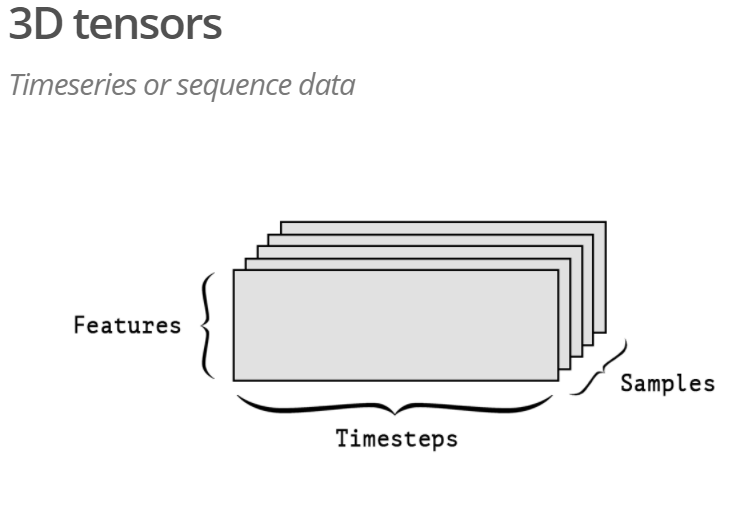 3D tensors
Timeseries or sequence data
Features
Samples
Timesteps